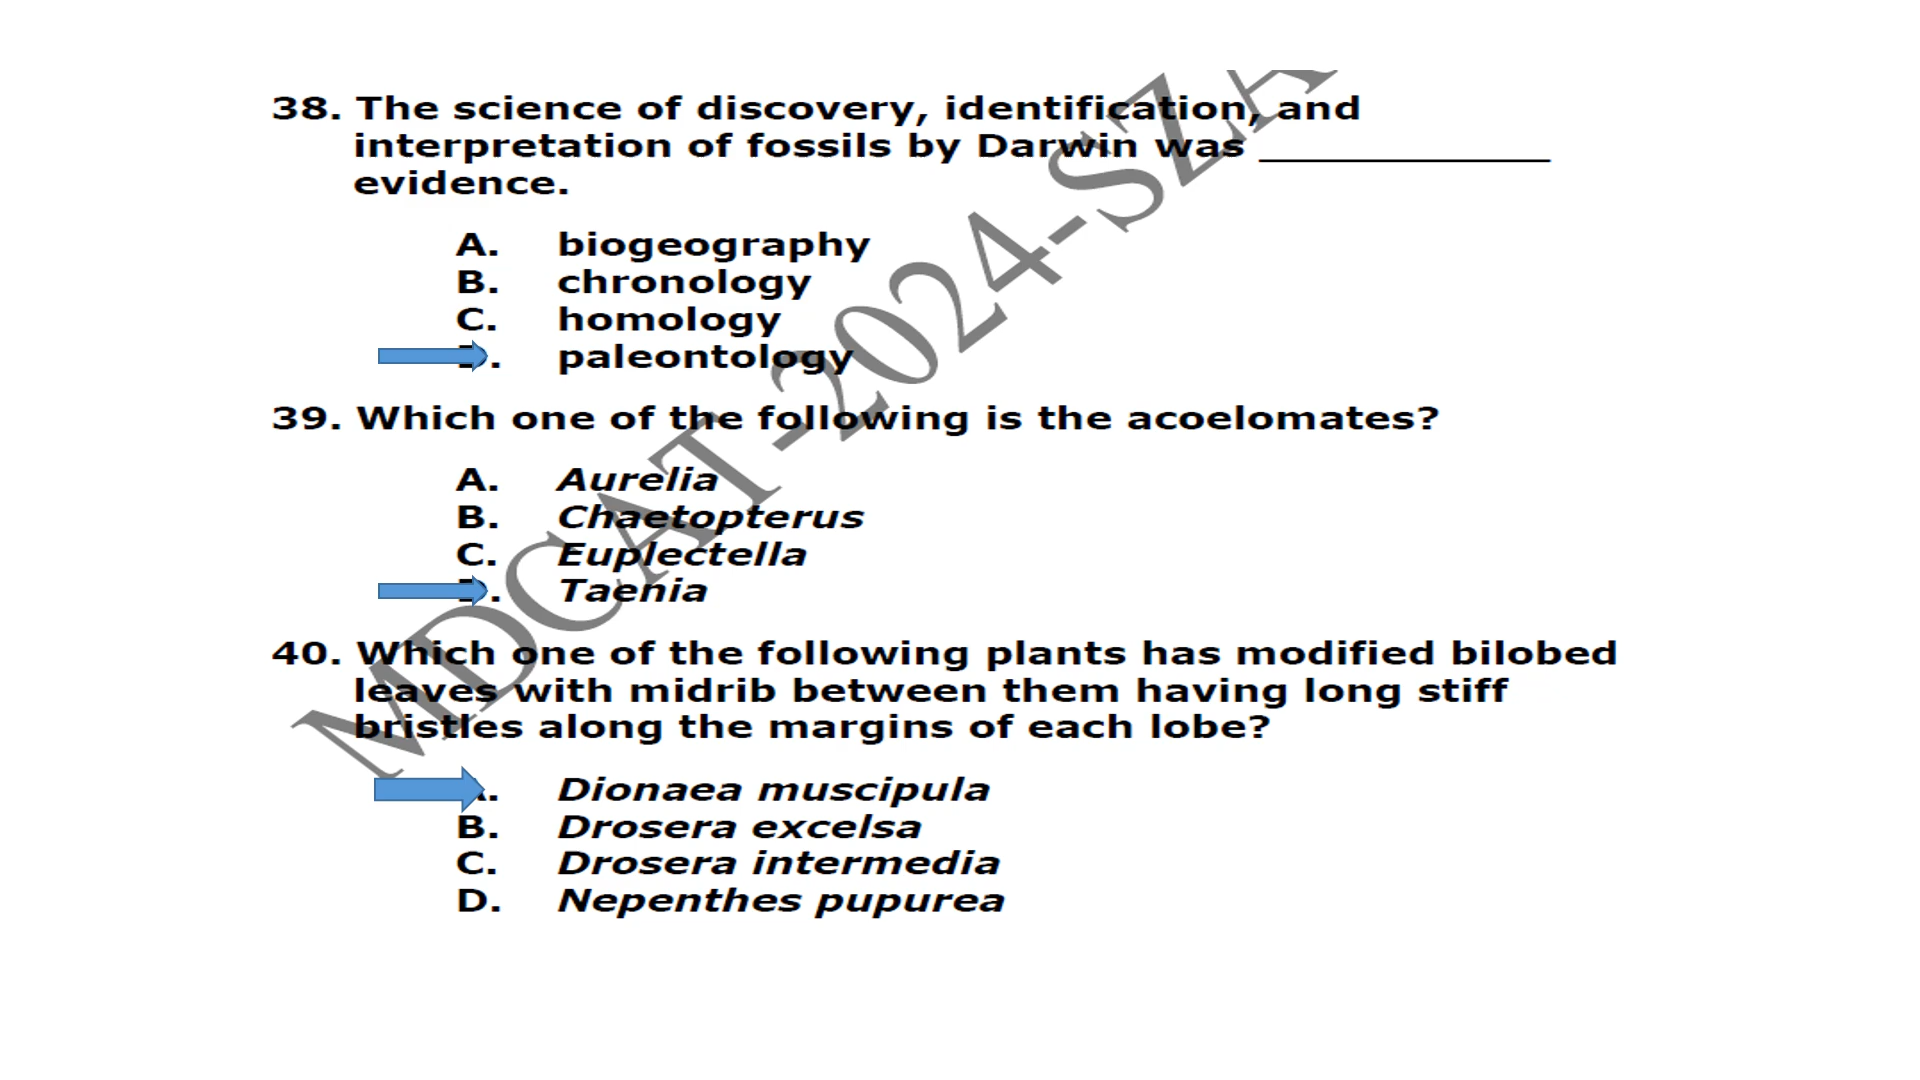 38. The science of discovery, identification, and
interpretation of fossils by Darwin was ________________
evidence.
A. biogeography
B. chronology
C. homology
D. paleontology
39. Which one of the following is the acoelomates?
A. Aurelia
B. Chaetopterus
C. Euplectella
D. Taenia
40. Which one of the following plants has modified bilobed
leaves with midrib between them having long stiff
bristles along the margins of each lobe?
A. Dionaea muscipula
B. Drosera excelsa
C. Drosera intermedia
D. Nepenthes pupurea
MDCAT-2024-SZA